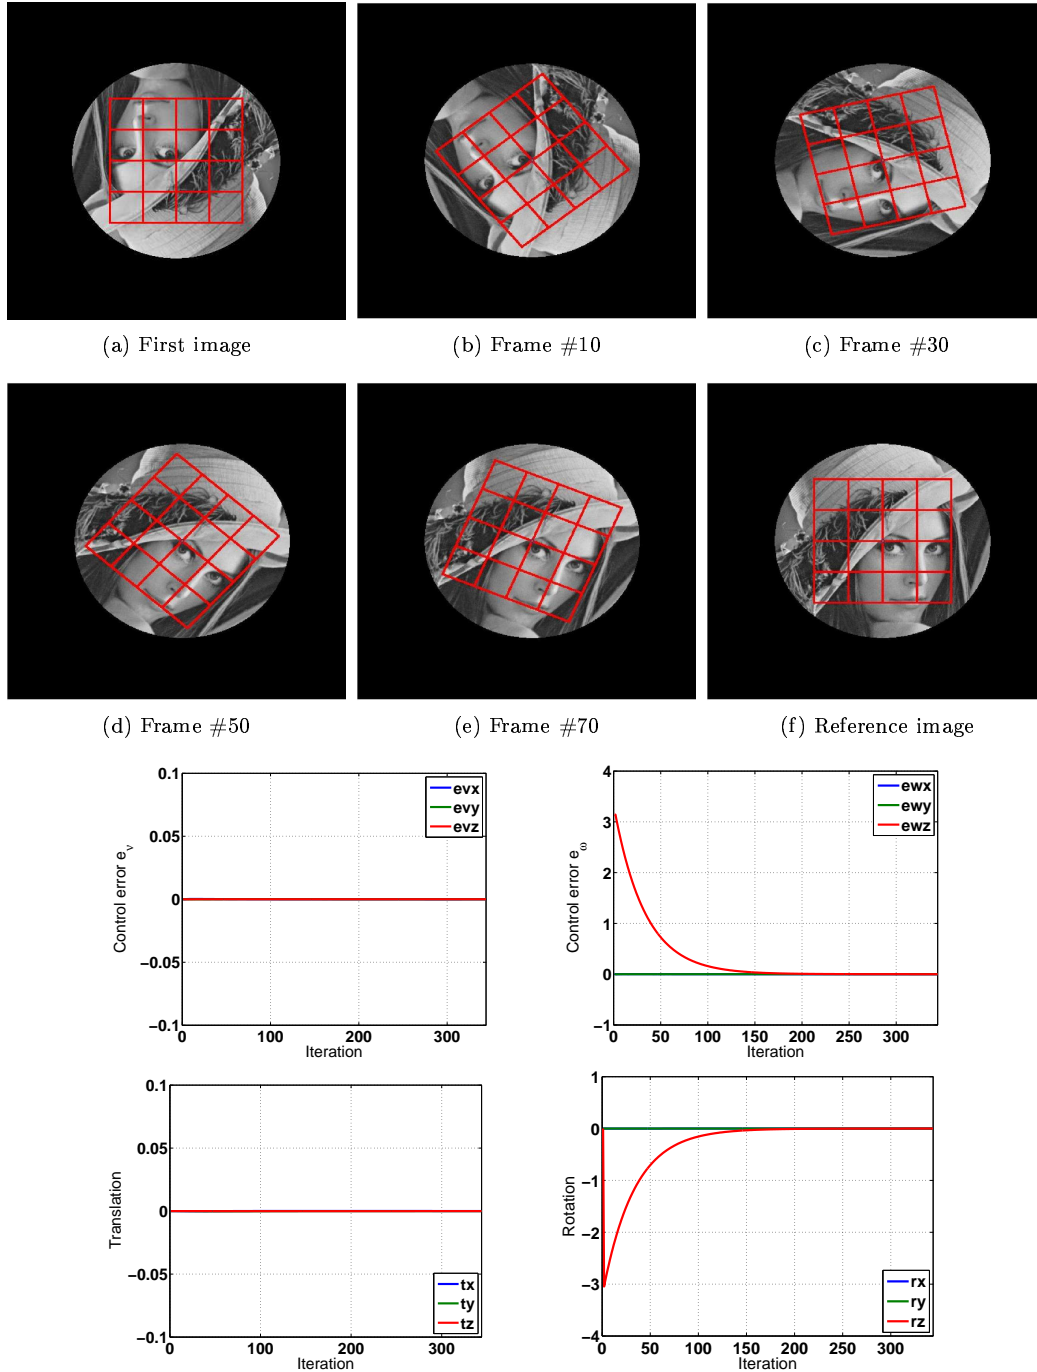 (a) First image
(b) Frame #10
(c) Frame #30
(d) Frame #50
(e) Frame #70
(f) Reference image
0.1
0.05
0
−0.05
−0.1
0
100
200
300
Control error eν
Iteration
evx
evy
evz
4
3
2
1
0
−1
0
50
100
150
200
250
300
Control error eω
Iteration
ewx
ewy
ewz
0.1
0.05
0
−0.05
−0.1
0
100
200
300
Translation
Iteration
tx
ty
tz
1
0
−1
−2
−3
−4
0
50
100
150
200
250
300
Rotation
Iteration
rx
ry
rz